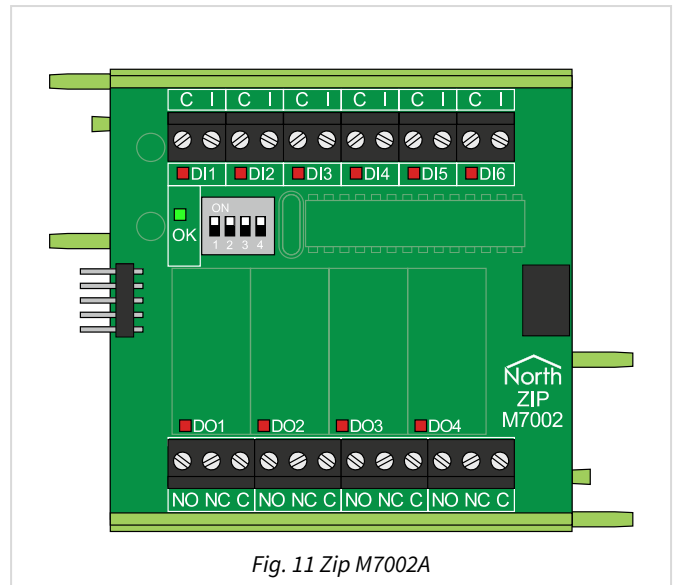 C I C I C I C I C I C I
DI1 DI2 DI3 DI4 DI5 DI6
ON
OK
1 2 3 4
North
ZIP
M7002
DO1 DO2 DO3 DO4
NO NC C NO NC C NO NC C NO NC C
Fig. 11 Zip M7002A